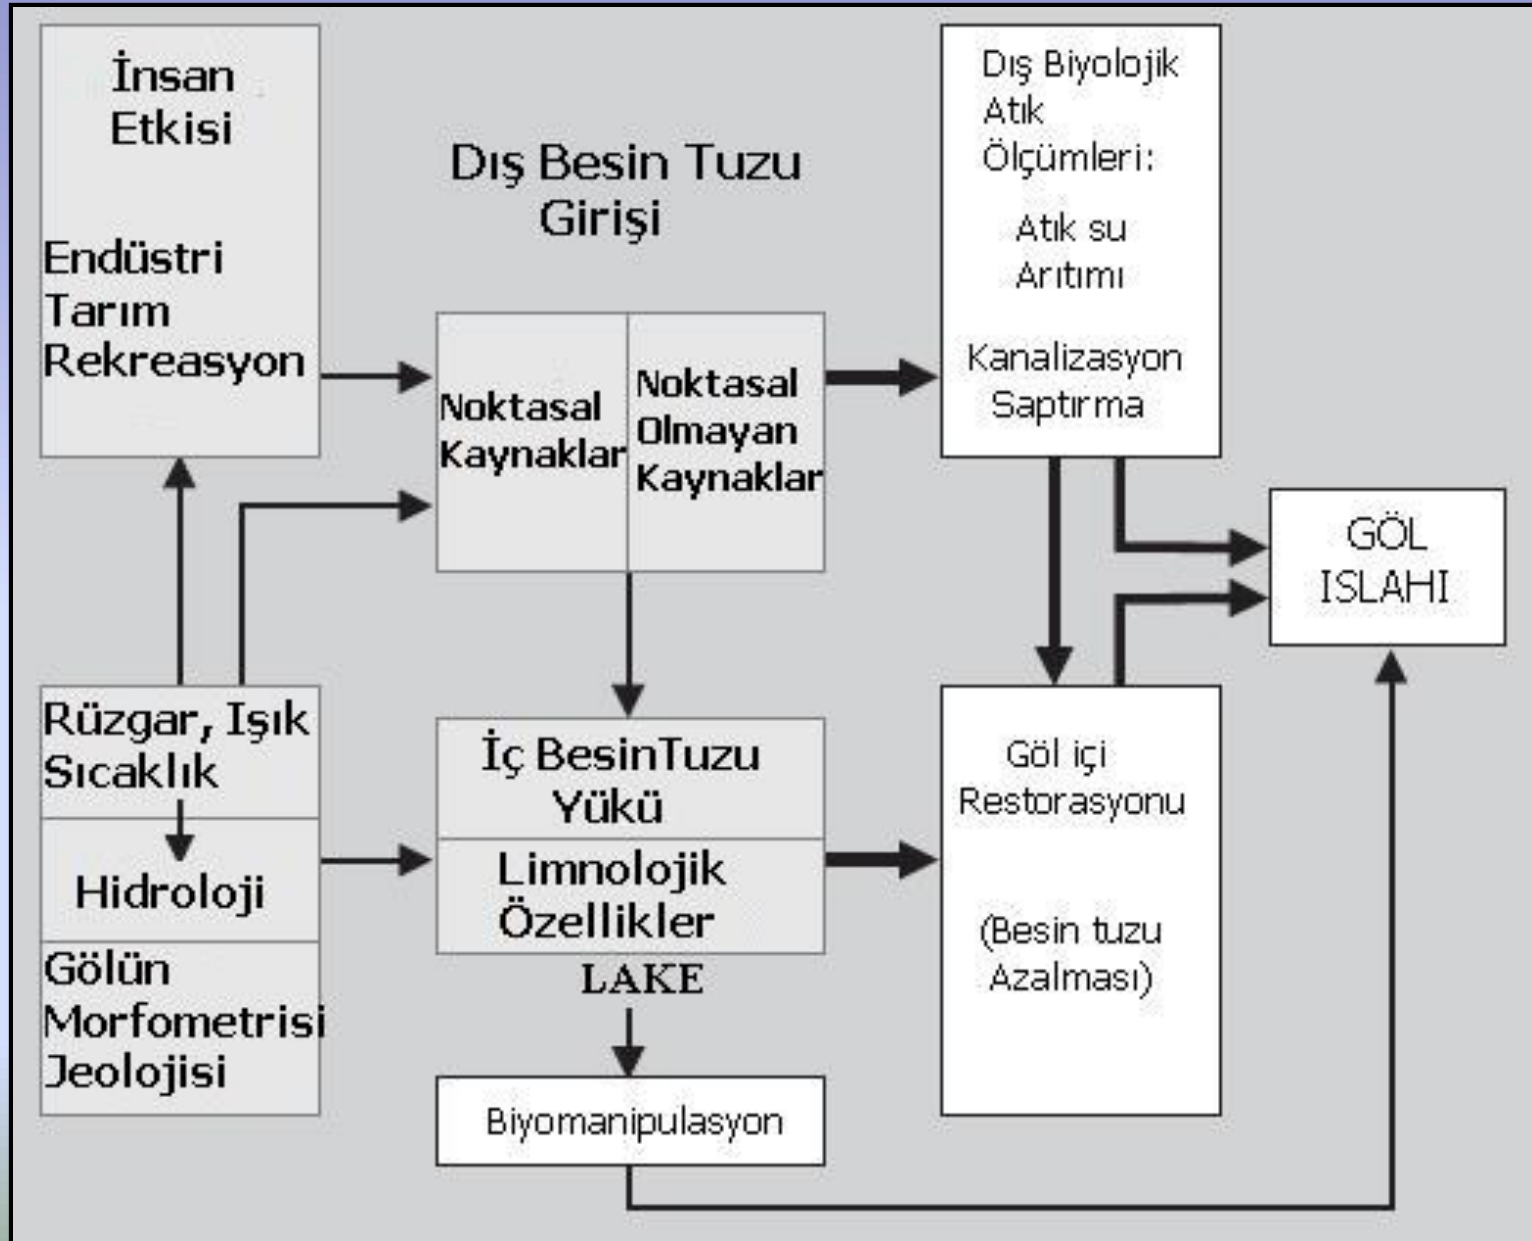 İnsan
Etkisi
Endüstri
Tarım
Rekreasyon
Dış Besin Tuzu
Girişi
Noktasal
Kaynaklar
Noktasal
Olmayan
Kaynaklar
Dış Biyolojik
Atık
Ölçümleri:
Atık su
Arıtımı
Kanalizasyon
Saptırma
GÖL
ISLAHI
Rüzgar, Işık
Sıcaklık
Hidroloji
Gölün
Morfometrisi
Jeolojisi
İç BesinTuzu
Yükü
Limnolojik
Özellikler
LAKE
Biyomanipulasyon
Göl içi
Restorasyonu
(Besin tuzu
Azalması)